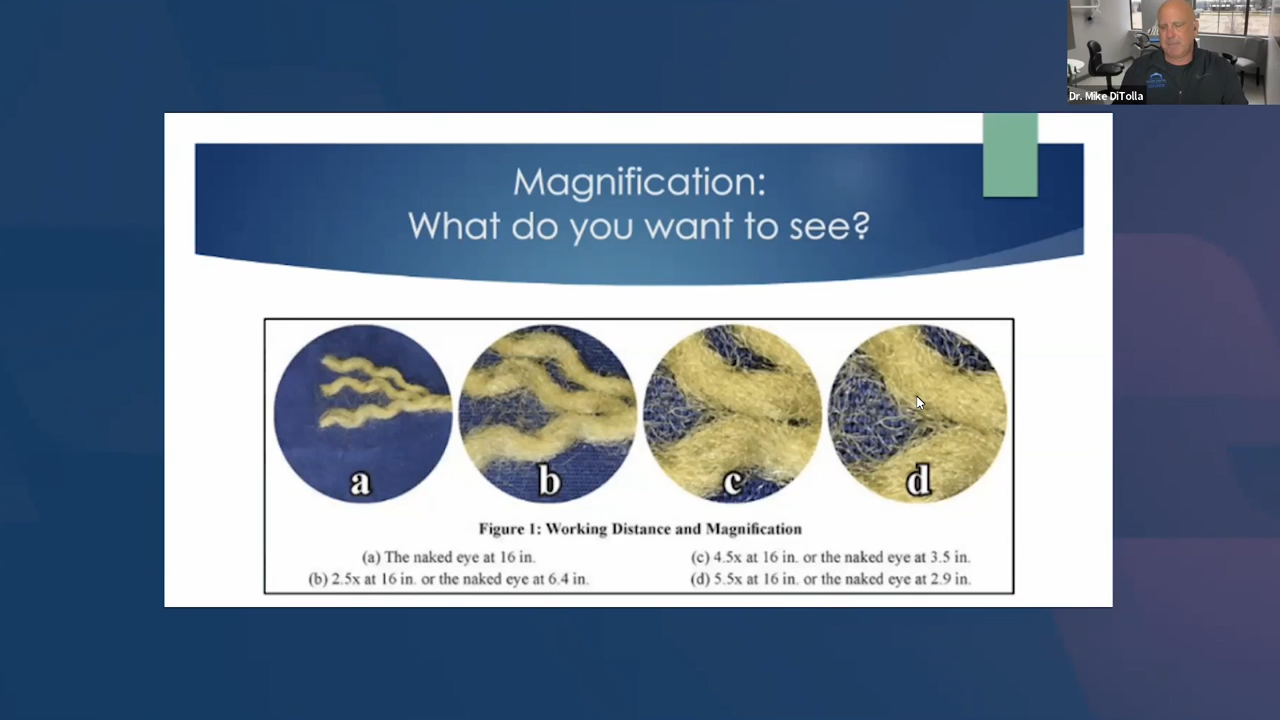 Dr. Mike DiTolla
Magnification:
What do you want to see?
a
b
c
d
Figure 1: Working Distance and Magnification
(a) The naked eye at 16 in.
(c) 4.5x at 16 in. or the naked eye at 3.5 in.
(b) 2.5x at 16 in. or the naked eye at 6.4 in.
(d) 5.5x at 16 in. or the naked eye at 2.9 in.